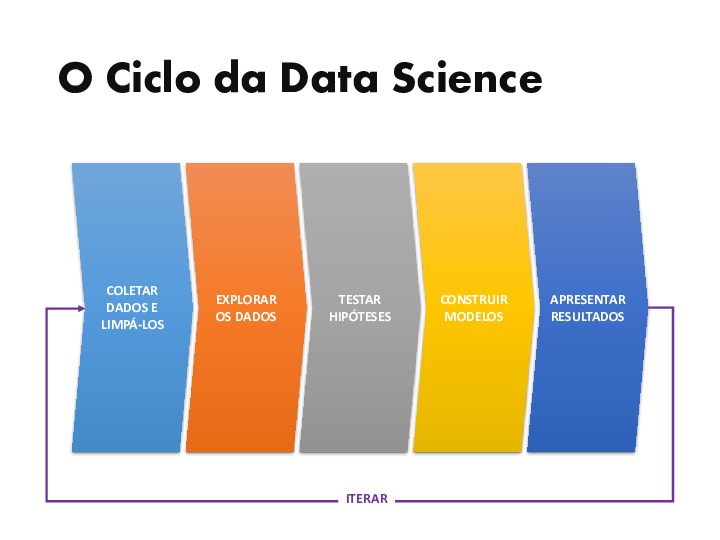 O Ciclo da Data Science
COLETAR
DADOS E
LIMPÁ-LOS
EXPLORAR
OS DADOS
TESTAR
HIPÓTESES
CONSTRUIR
MODELOS
APRESENTAR
RESULTADOS
ITERAR